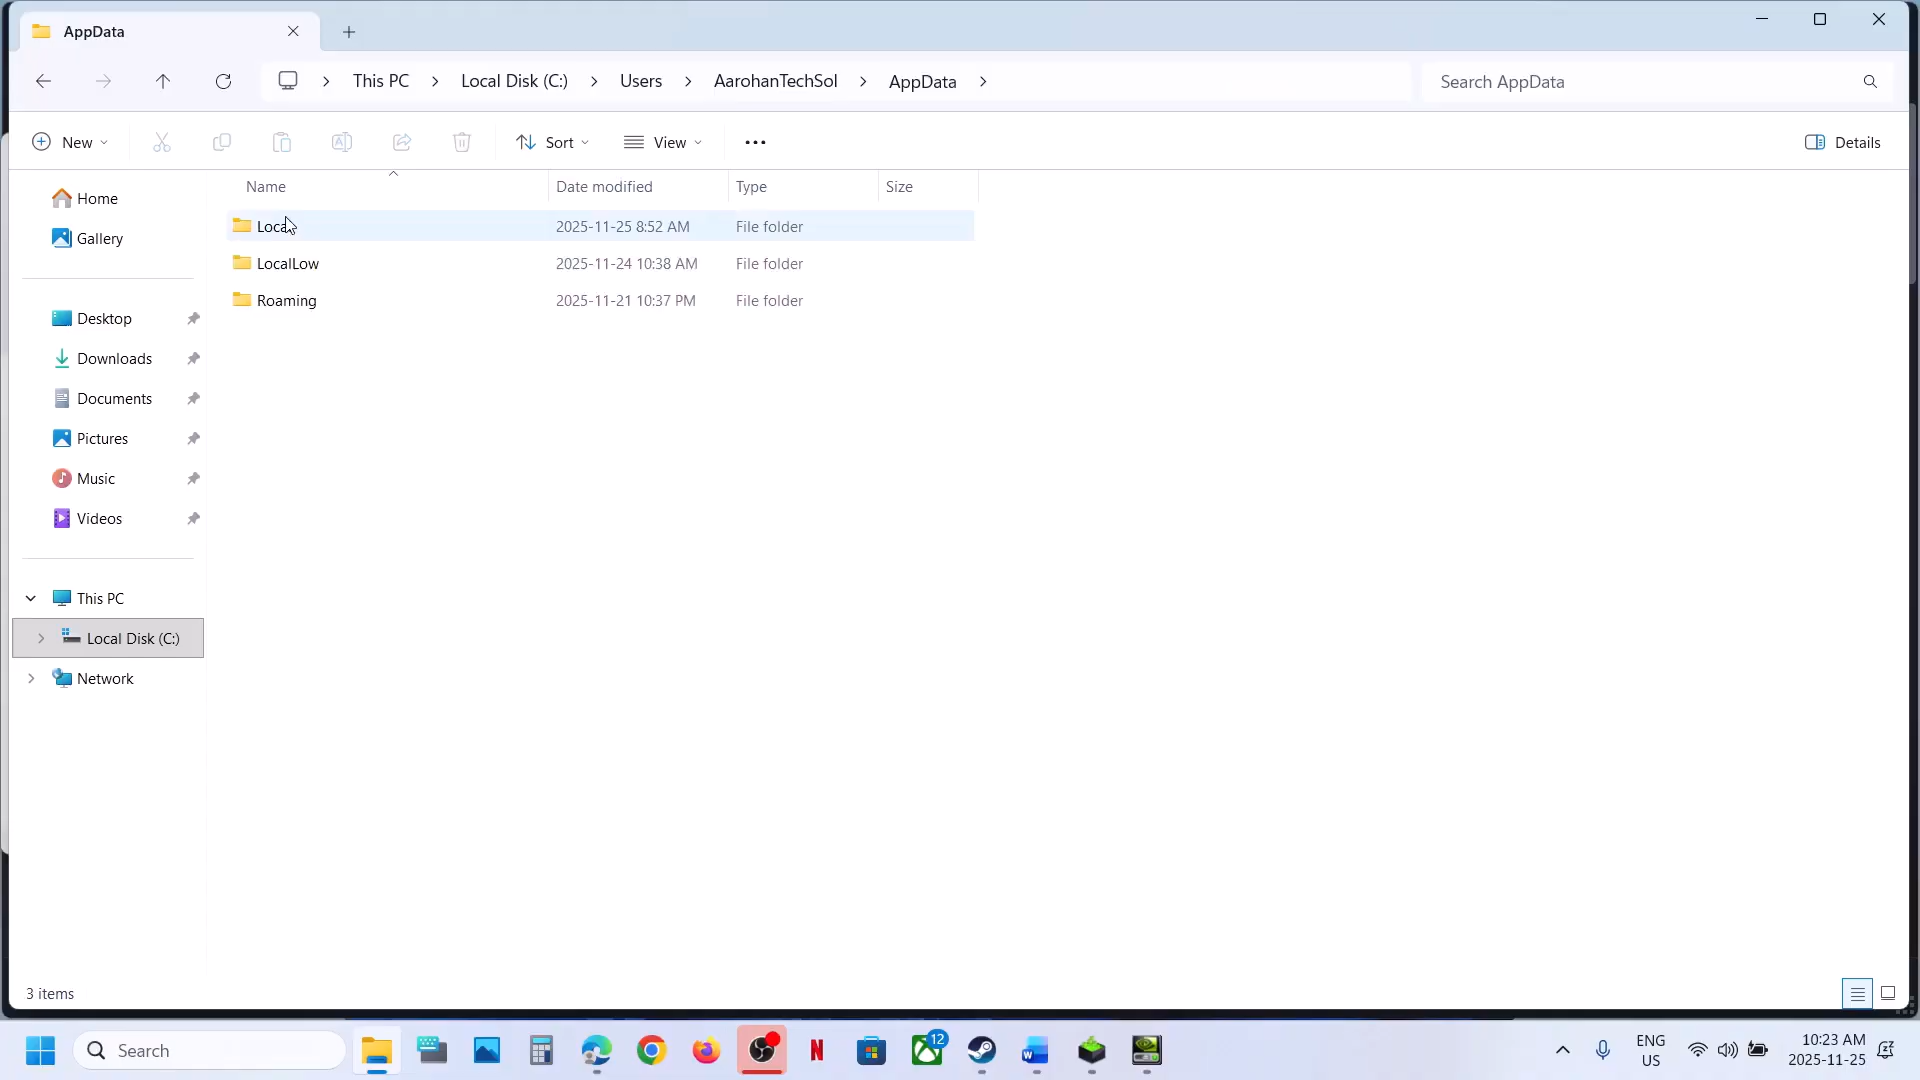 AppData
This PC
Local Disk (C:)
Users
AarohanTechSol
AppData
Search AppData
New
Sort
View
Details
Name
Date modified
Type
Size
Home
Gallery
Desktop
Downloads
Documents
Pictures
Music
Videos
This PC
Local Disk (C:)
Network
Local 2025-11-25 8:52 AM File folder
LocalLow 2025-11-24 10:38 AM File folder
Roaming 2025-11-21 10:37 PM File folder
3 items
Search
12
ENG
US
10:23 AM
2025-11-25